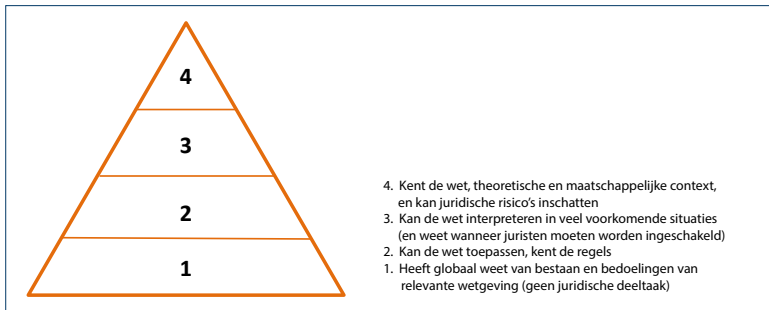 4
3
2
1
4. Kent de wet, theoretische en maatschappelijke context,
en kan juridische risico's inschatten
3. Kan de wet interpreteren in veel voorkomende situaties
(en weet wanneer juristen moeten worden ingeschakeld)
2. Kan de wet toepassen, kent de regels
1. Heeft globaal weet van bestaan en bedoelingen van
relevante wetgeving (geen juridische deeltaak)